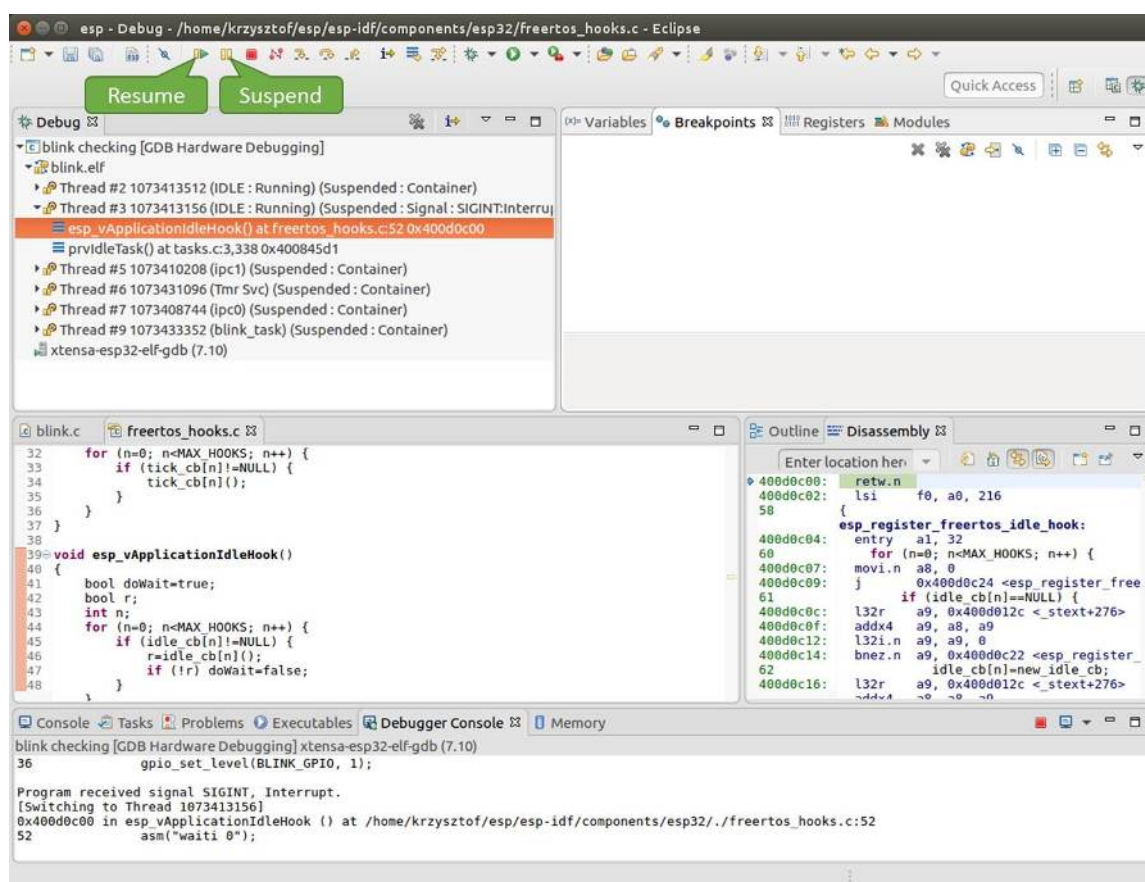 esp - Debug - /home/krzysztof/esp/esp-idf/components/esp32/freertos_hooks.c - Eclipse
Resume
Suspend
Quick Access
Debug
blink checking [GDB Hardware Debugging]
blink.elf
Thread #2 1073413512 (IDLE : Running) (Suspended : Container)
Thread #3 1073413156 (IDLE : Running) (Suspended : Signal : SIGINT:Interru
esp_vApplicationIdleHook() at freertos_hooks.c:52 0x400d0c00
prvIdleTask() at tasks.c:3,338 0x400845d1
Thread #5 1073410208 (ipc1) (Suspended : Container)
Thread #6 1073431096 (Tmr Svc) (Suspended : Container)
Thread #7 1073408744 (ipc0) (Suspended : Container)
Thread #9 1073433352 (blink_task) (Suspended : Container)
xtensa-esp32-elf-gdb (7.10)
(x)= Variables Breakpoints Registers Modules
blink.c freertos_hooks.c
32 for (n=0; n<MAX_HOOKS; n++) {
33 if (tick_cb[n]!=NULL) {
34 tick_cb[n]();
35 }
36 }
37 }
38
39 void esp_vApplicationIdleHook()
40 {
41 bool doWait=true;
42 bool r;
43 int n;
44 for (n=0; n<MAX_HOOKS; n++) {
45 if (idle_cb[n]!=NULL) {
46 r=idle_cb[n]();
47 if (!r) doWait=false;
48 }
}
Outline Disassembly
Enter location her
400d0c00: retw.n
400d0c02: lsi f0, a0, 216
58 {
esp_register_freertos_idle_hook:
400d0c04: entry a1, 32
60 for (n=0; n<MAX_HOOKS; n++) {
400d0c07: movi.n a8, 0
400d0c09: j 0x400d0c24 <esp_register_free
61 if (idle_cb[n]==NULL) {
400d0c0c: l32r a9, 0x400d012c <_stext+276>
400d0c0f: addx4 a9, a8, a9
400d0c12: l32i.n a9, a9, 0
400d0c14: bnez.n a9, 0x400d0c22 <esp_register_
62 idle_cb[n]=new_idle_cb;
400d0c16: l32r a9, 0x400d012c <_stext+276>
addx4 a8, a8, a9
Console Tasks Problems Executables Debugger Console Memory
blink checking [GDB Hardware Debugging] xtensa-esp32-elf-gdb (7.10)
36 gpio_set_level(BLINK_GPIO, 1);
Program received signal SIGINT, Interrupt.
[Switching to Thread 1073413156]
0x400d0c00 in esp_vApplicationIdleHook () at /home/krzysztof/esp/esp-idf/components/esp32/./freertos_hooks.c:52
52 asm("waiti 0");